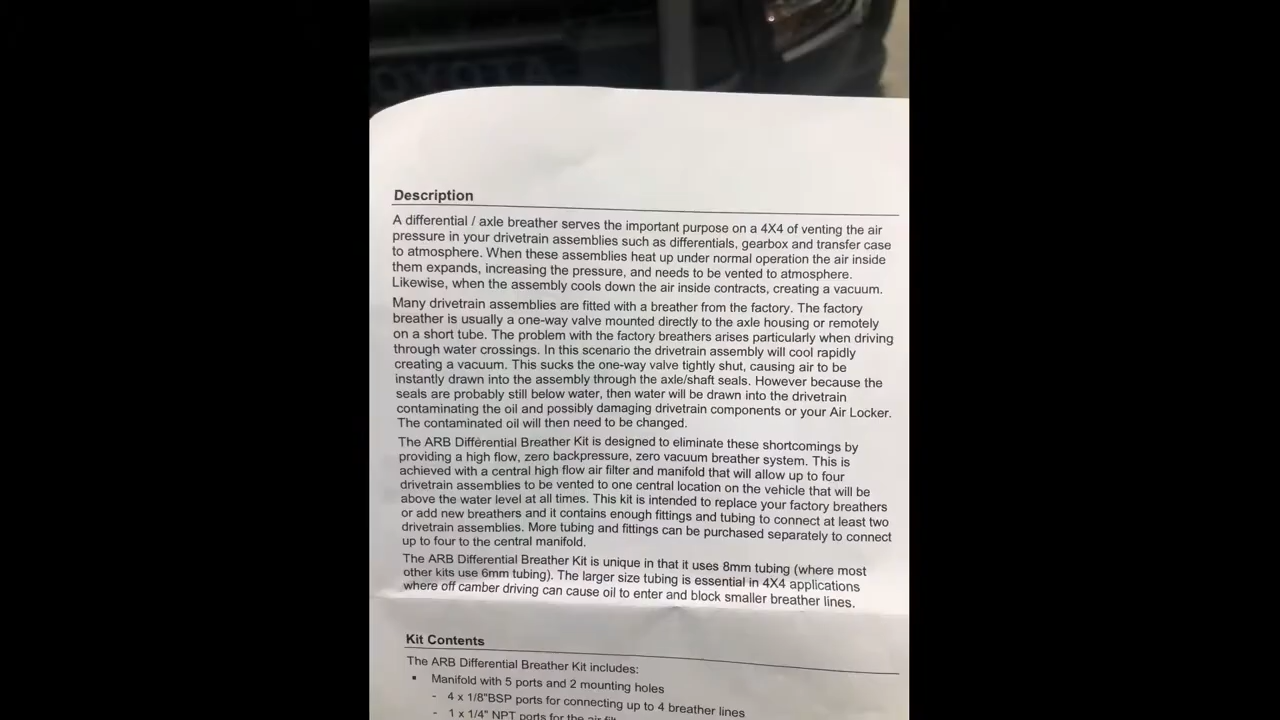 TOYOTA
Description
A differential / axle breather serves the important purpose on a 4X4 of venting the air
pressure in your drivetrain assemblies such as differentials, gearbox and transfer case
to atmosphere. When these assemblies heat up under normal operation the air inside
them expands, increasing the pressure, and needs to be vented to atmosphere.
Likewise, when the assembly cools down the air inside contracts, creating a vacuum.
Many drivetrain assemblies are fitted with a breather from the factory. The factory
breather is usually a one-way valve mounted directly to the axle housing or remotely
on a short tube. The problem with the factory breathers arises particularly when driving
through water crossings. In this scenario the drivetrain assembly will cool rapidly
creating a vacuum. This sucks the one-way valve tightly shut, causing air to be
instantly drawn into the assembly through the axle/shaft seals. However because the
seals are probably still below water, then water will be drawn into the drivetrain
contaminating the oil and possibly damaging drivetrain components or your Air Locker.
The contaminated oil will then need to be changed.
The ARB Differential Breather Kit is designed to eliminate these shortcomings by
providing a high flow, zero backpressure, zero vacuum breather system. This is
achieved with a central high flow air filter and manifold that will allow up to four
drivetrain assemblies to be vented to one central location on the vehicle that will be
above the water level at all times. This kit is intended to replace your factory breathers
or add new breathers and it contains enough fittings and tubing to connect at least two
drivetrain assemblies. More tubing and fittings can be purchased separately to connect
up to four to the central manifold.
The ARB Differential Breather Kit is unique in that it uses 8mm tubing (where most
other kits use 6mm tubing). The larger size tubing is essential in 4X4 applications
where off camber driving can cause oil to enter and block smaller breather lines.
Kit Contents
The ARB Differential Breather Kit includes:
▪ Manifold with 5 ports and 2 mounting holes
- 4 x 1/8"BSP ports for connecting up to 4 breather lines
- 1 x 1/4" NPT ports for the air